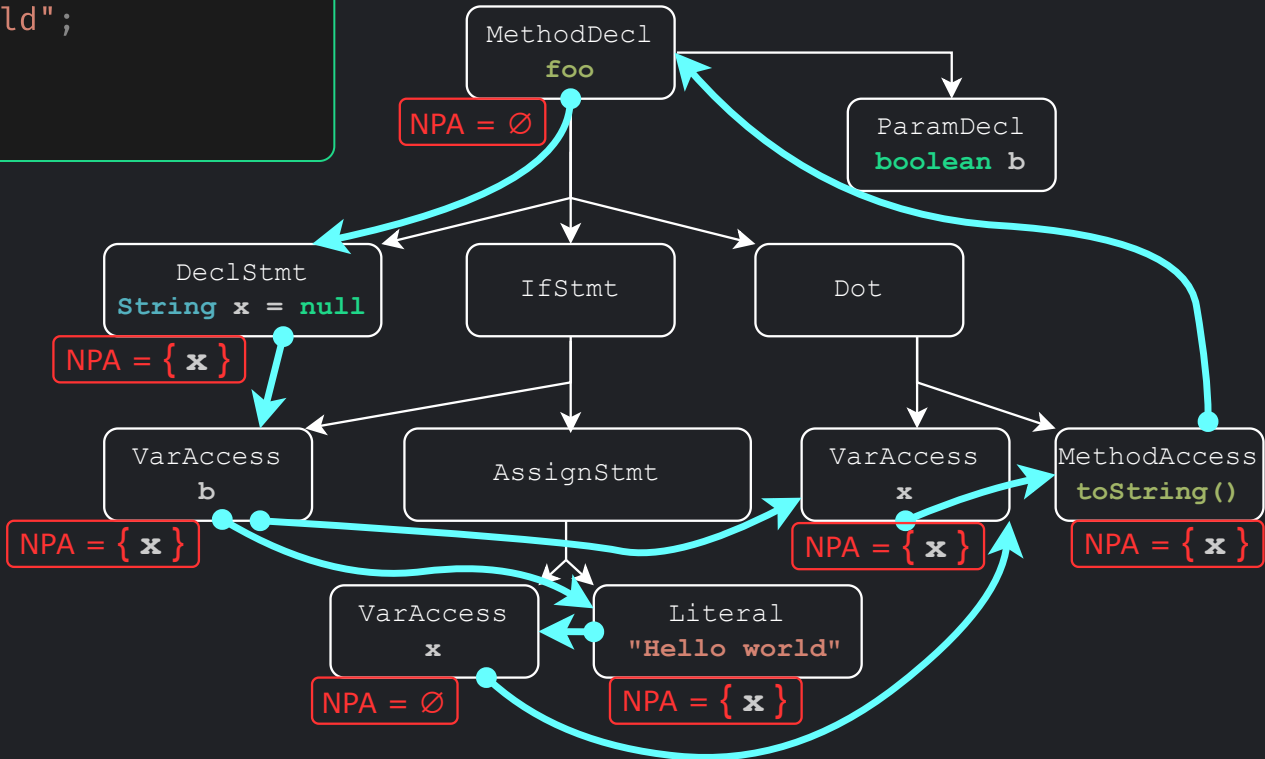 ld";
MethodDecl
foo
NPA = ∅
ParamDecl
boolean b
DeclStmt
String x = null
NPA = { x }
IfStmt
Dot
VarAccess
b
NPA = { x }
AssignStmt
VarAccess
x
NPA = { x }
MethodAccess
toString()
NPA = { x }
VarAccess
x
NPA = ∅
Literal
"Hello world"
NPA = { x }